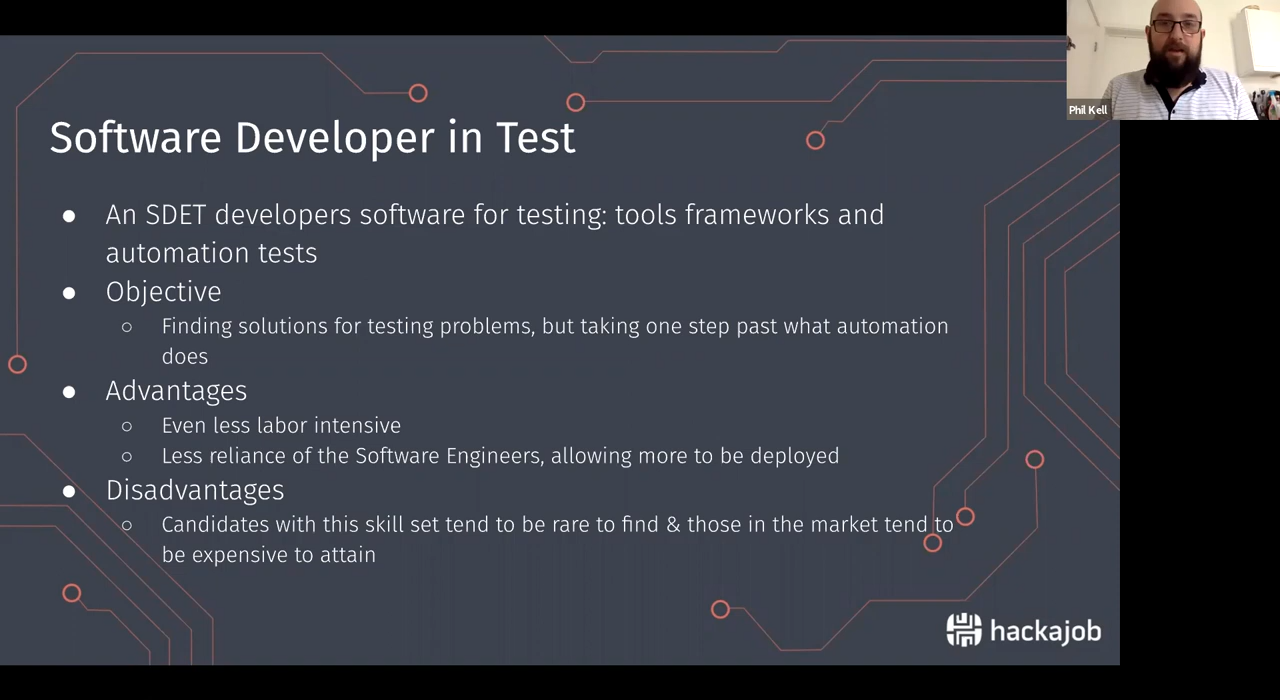 Software Developer in Test
● An SDET developers software for testing: tools frameworks and
automation tests
● Objective
○ Finding solutions for testing problems, but taking one step past what automation
does
● Advantages
○ Even less labor intensive
○ Less reliance of the Software Engineers, allowing more to be deployed
● Disadvantages
○ Candidates with this skill set tend to be rare to find & those in the market tend to
be expensive to attain
hackajob
Phil Kell